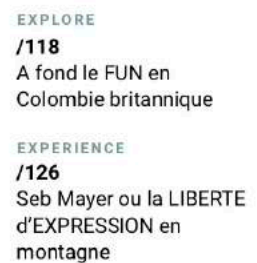 EXPLORE
/118
A fond le FUN en
Colombie britannique
EXPERIENCE
/126
Seb Mayer ou la LIBERTE
d'EXPRESSION en
montagne